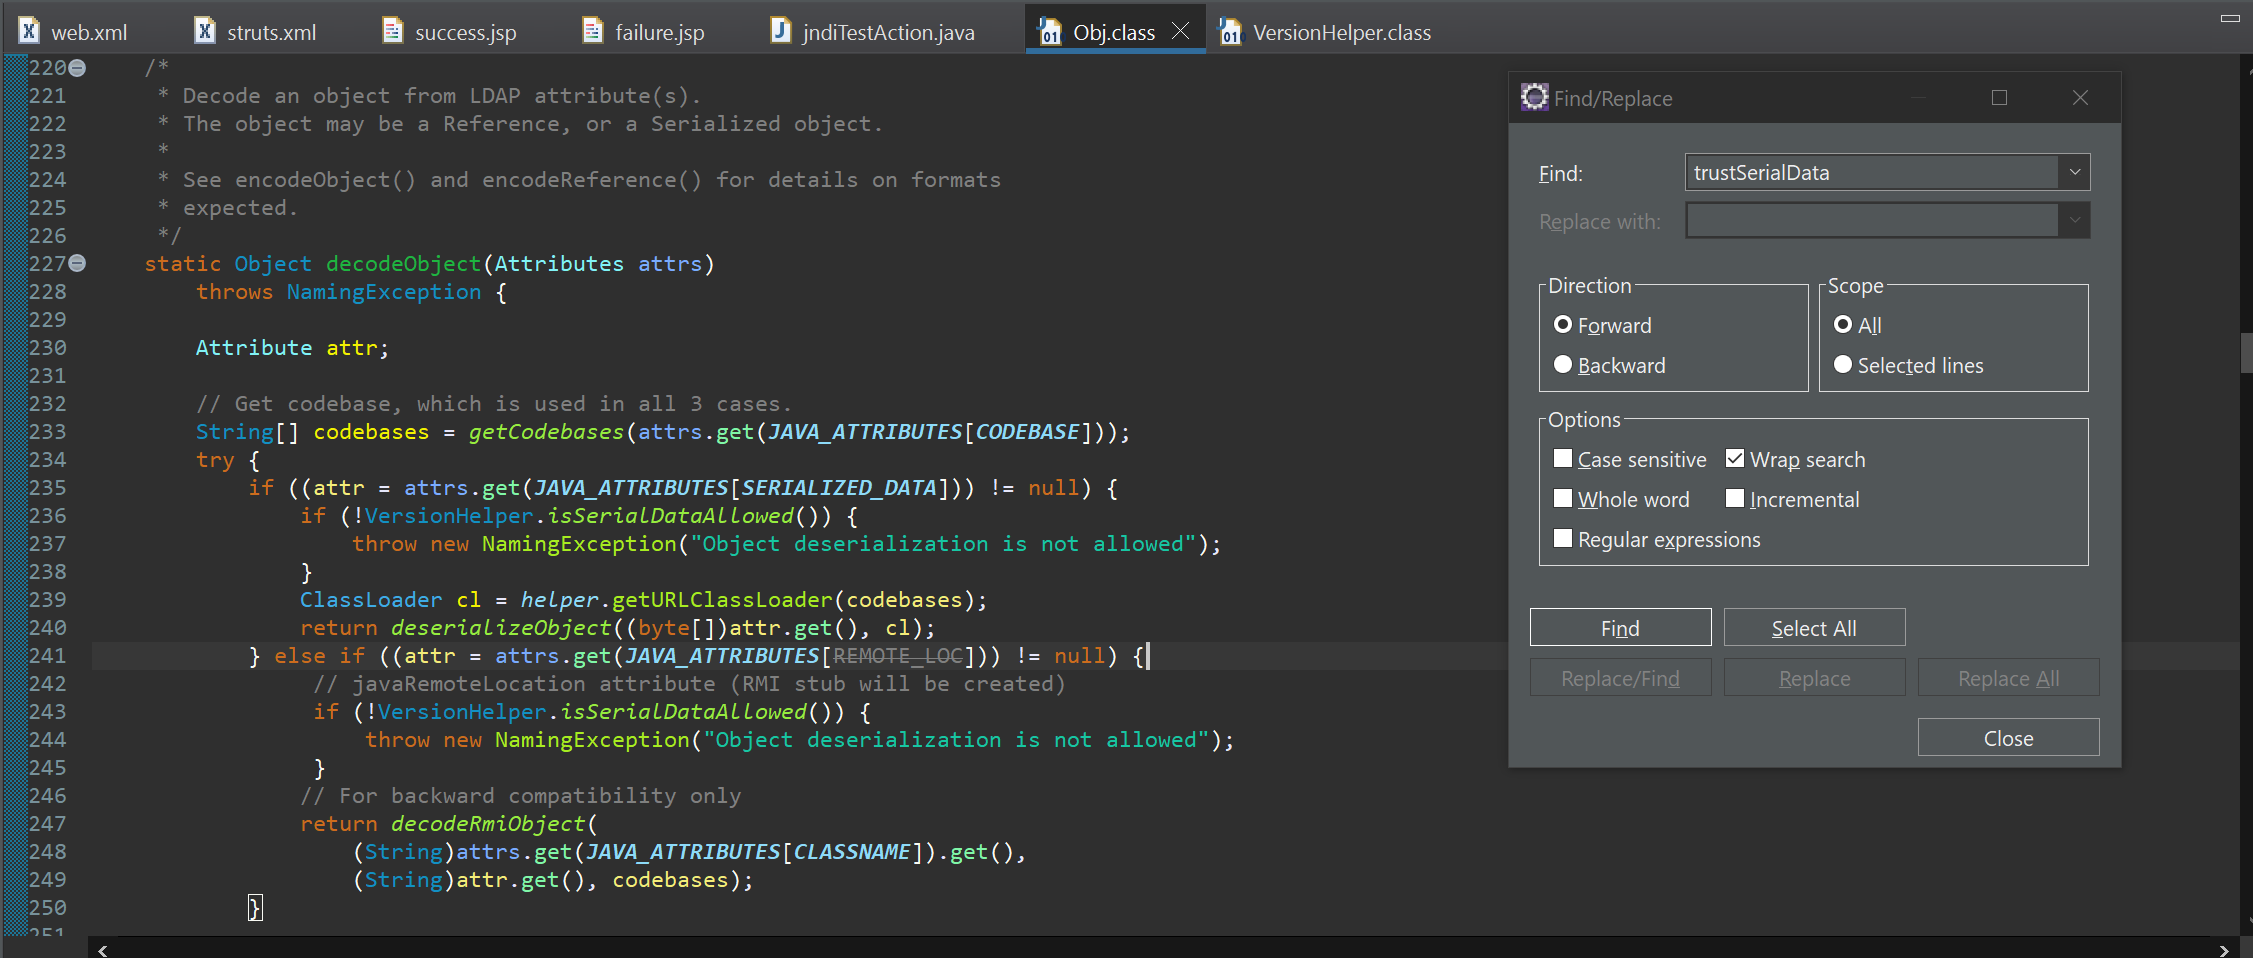 web.xml
struts.xml
success.jsp
failure.jsp
jndiTestAction.java
Obj.class
VersionHelper.class
220 /*
221 * Decode an object from LDAP attribute(s).
222 * The object may be a Reference, or a Serialized object.
223 *
224 * See encodeObject() and encodeReference() for details on formats
225 * expected.
226 */
227 static Object decodeObject(Attributes attrs)
228 throws NamingException {
229
230 Attribute attr;
231
232 // Get codebase, which is used in all 3 cases.
233 String[] codebases = getCodebases(attrs.get(JAVA_ATTRIBUTES[CODEBASE]));
234 try {
235 if ((attr = attrs.get(JAVA_ATTRIBUTES[SERIALIZED_DATA])) != null) {
236 if (!VersionHelper.isSerialDataAllowed()) {
237 throw new NamingException("Object deserialization is not allowed");
238 }
239 ClassLoader cl = helper.getURLClassLoader(codebases);
240 return deserializeObject((byte[])attr.get(), cl);
241 } else if ((attr = attrs.get(JAVA_ATTRIBUTES[REMOTE_LOC])) != null) {
242 // javaRemoteLocation attribute (RMI stub will be created)
243 if (!VersionHelper.isSerialDataAllowed()) {
244 throw new NamingException("Object deserialization is not allowed");
245 }
246 // For backward compatibility only
247 return decodeRmiObject(
248 (String)attrs.get(JAVA_ATTRIBUTES[CLASSNAME]).get(),
249 (String)attr.get(), codebases);
250 }
251
Find/Replace
Find: trustSerialData
Replace with:
Direction
Forward
Backward
Scope
All
Selected lines
Options
Case sensitive
Wrap search
Whole word
Incremental
Regular expressions
Find
Select All
Replace/Find
Replace
Replace All
Close